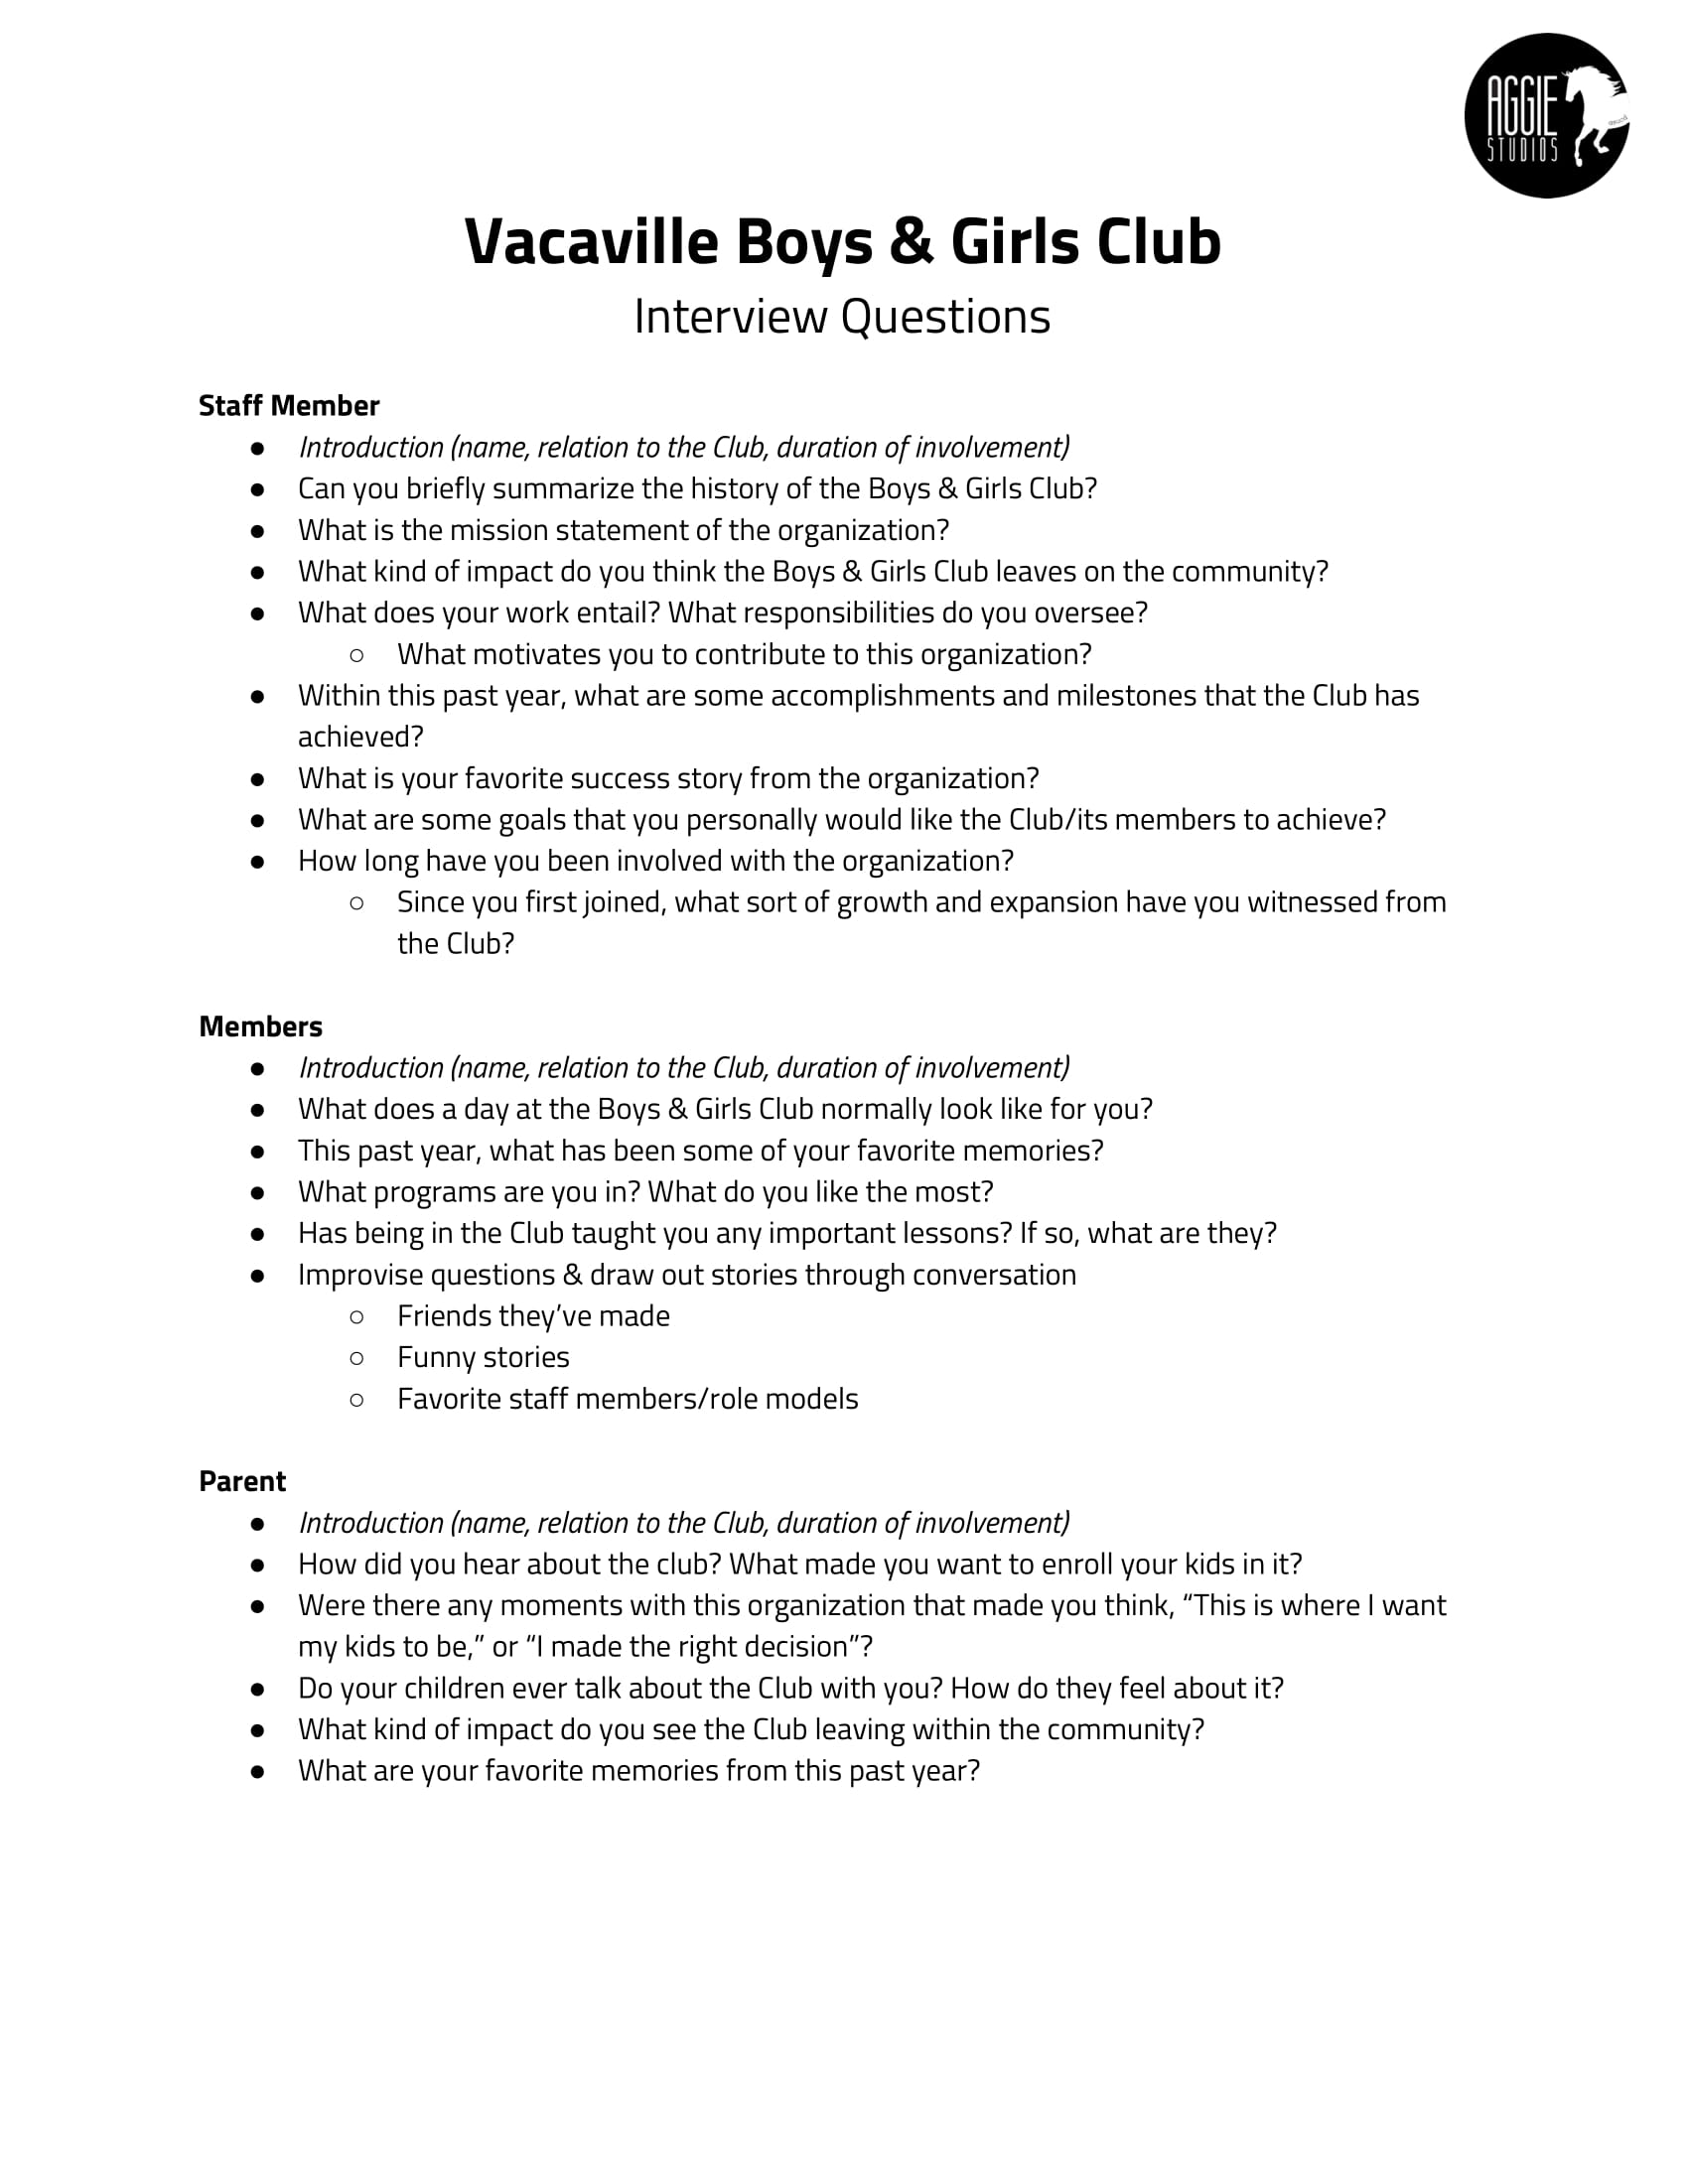 AGGIE
STUDIOS
Vacaville Boys & Girls Club
Interview Questions
Staff Member
● Introduction (name, relation to the Club, duration of involvement)
● Can you briefly summarize the history of the Boys & Girls Club?
● What is the mission statement of the organization?
● What kind of impact do you think the Boys & Girls Club leaves on the community?
● What does your work entail? What responsibilities do you oversee?
○ What motivates you to contribute to this organization?
● Within this past year, what are some accomplishments and milestones that the Club has
achieved?
● What is your favorite success story from the organization?
● What are some goals that you personally would like the Club/its members to achieve?
● How long have you been involved with the organization?
○ Since you first joined, what sort of growth and expansion have you witnessed from
the Club?
Members
● Introduction (name, relation to the Club, duration of involvement)
● What does a day at the Boys & Girls Club normally look like for you?
● This past year, what has been some of your favorite memories?
● What programs are you in? What do you like the most?
● Has being in the Club taught you any important lessons? If so, what are they?
● Improvise questions & draw out stories through conversation
○ Friends they’ve made
○ Funny stories
○ Favorite staff members/role models
Parent
● Introduction (name, relation to the Club, duration of involvement)
● How did you hear about the club? What made you want to enroll your kids in it?
● Were there any moments with this organization that made you think, “This is where I want
my kids to be,” or “I made the right decision”?
● Do your children ever talk about the Club with you? How do they feel about it?
● What kind of impact do you see the Club leaving within the community?
● What are your favorite memories from this past year?